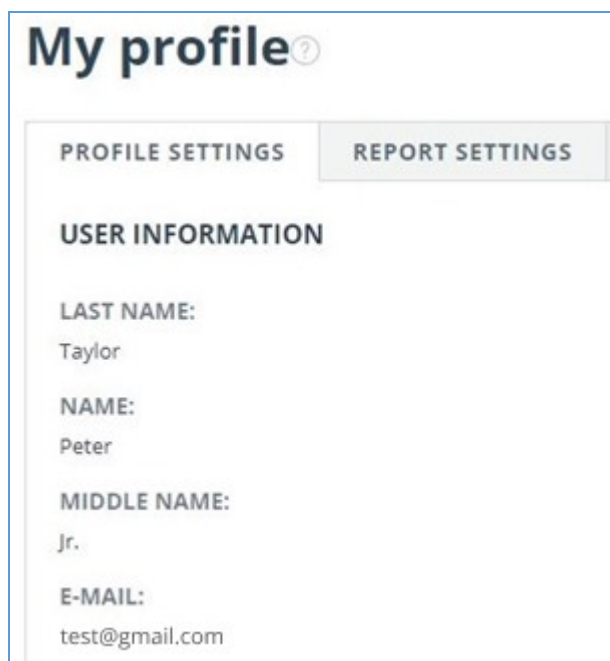 My profile ?
PROFILE SETTINGS REPORT SETTINGS
USER INFORMATION
LAST NAME:
Taylor
NAME:
Peter
MIDDLE NAME:
Jr.
E-MAIL:
test@gmail.com